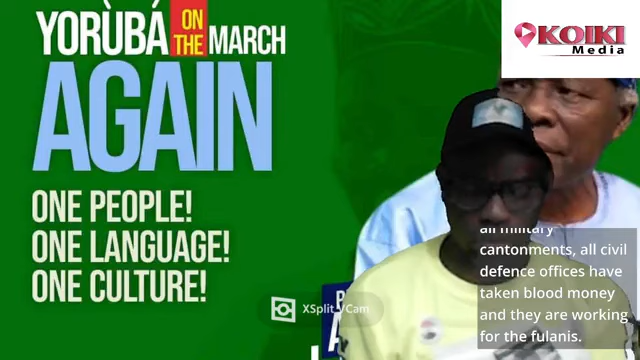 YORÙBÁ ON THE MARCH
AGAIN
ONE PEOPLE!
ONE LANGUAGE!
ONE CULTURE!
KOIKI
Media
XSplit VCam
all military
cantonments, all civil
defence offices have
taken blood money
and they are working
for the fulanis.